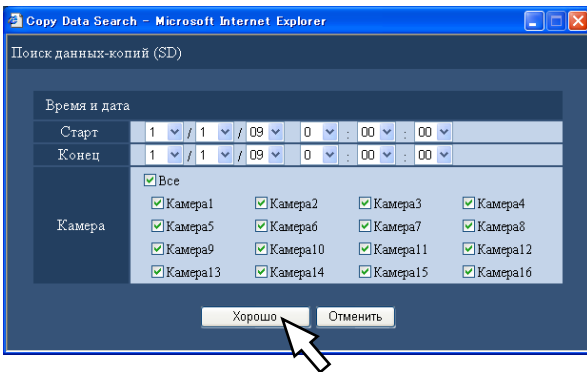 Copy Data Search - Microsoft Internet Explorer
Поиск данных-копий (SD)
Время и дата
Старт 1 / 1 / 09 0 : 00 : 00
Конец 1 / 1 / 09 0 : 00 : 00
Все
Камера1 Камера2 Камера3 Камера4
Камера Камера5 Камера6 Камера7 Камера8
Камера9 Камера10 Камера11 Камера12
Камера13 Камера14 Камера15 Камера16
Хорошо Отменить